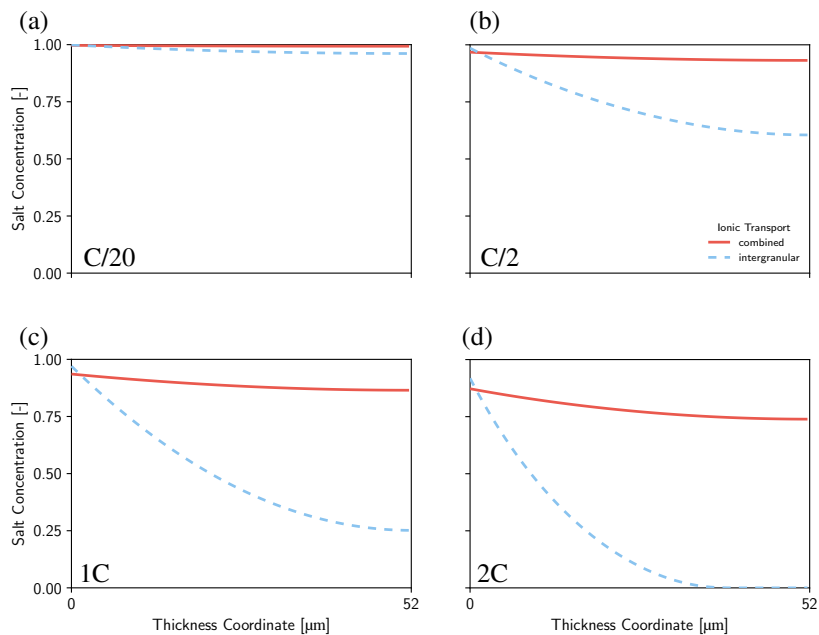 (a)
(b)
1.00
0.75
0.50
0.25
0.00
Salt Concentration [-]
C/20
C/2
Ionic Transport
combined
intergranular
(c)
(d)
1.00
0.75
0.50
0.25
0.00
Salt Concentration [-]
1C
2C
0
52
0
52
Thickness Coordinate [µm]
Thickness Coordinate [µm]